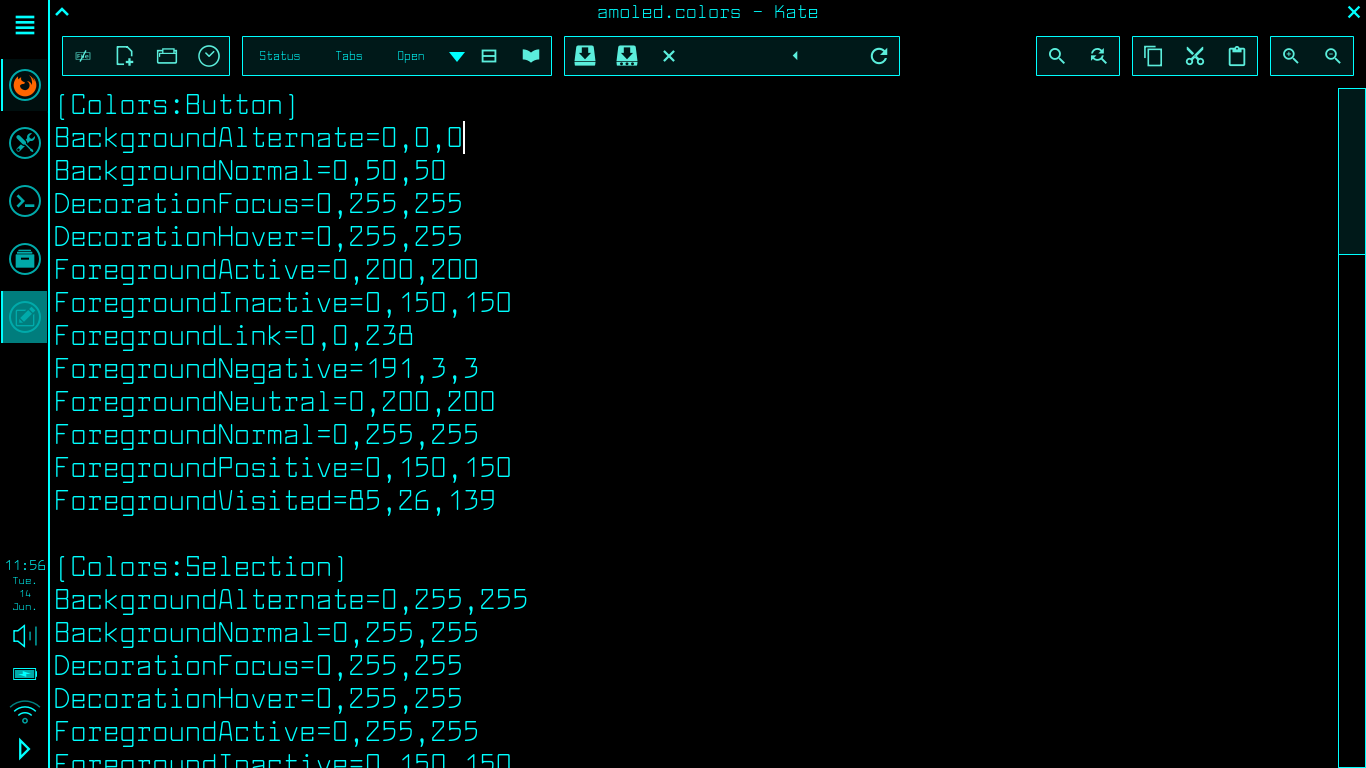 amoled.colors – Kate
Status Tabs Open
[Colors:Button]
BackgroundAlternate=0,0,0
BackgroundNormal=0,50,50
DecorationFocus=0,255,255
DecorationHover=0,255,255
ForegroundActive=0,200,200
ForegroundInactive=0,150,150
ForegroundLink=0,0,238
ForegroundNegative=191,3,3
ForegroundNeutral=0,200,200
ForegroundNormal=0,255,255
ForegroundPositive=0,150,150
ForegroundVisited=85,26,139
[Colors:Selection]
BackgroundAlternate=0,255,255
BackgroundNormal=0,255,255
DecorationFocus=0,255,255
DecorationHover=0,255,255
ForegroundActive=0,255,255
ForegroundInactive=0,150,150
11:56
Tue.
14
Jun.